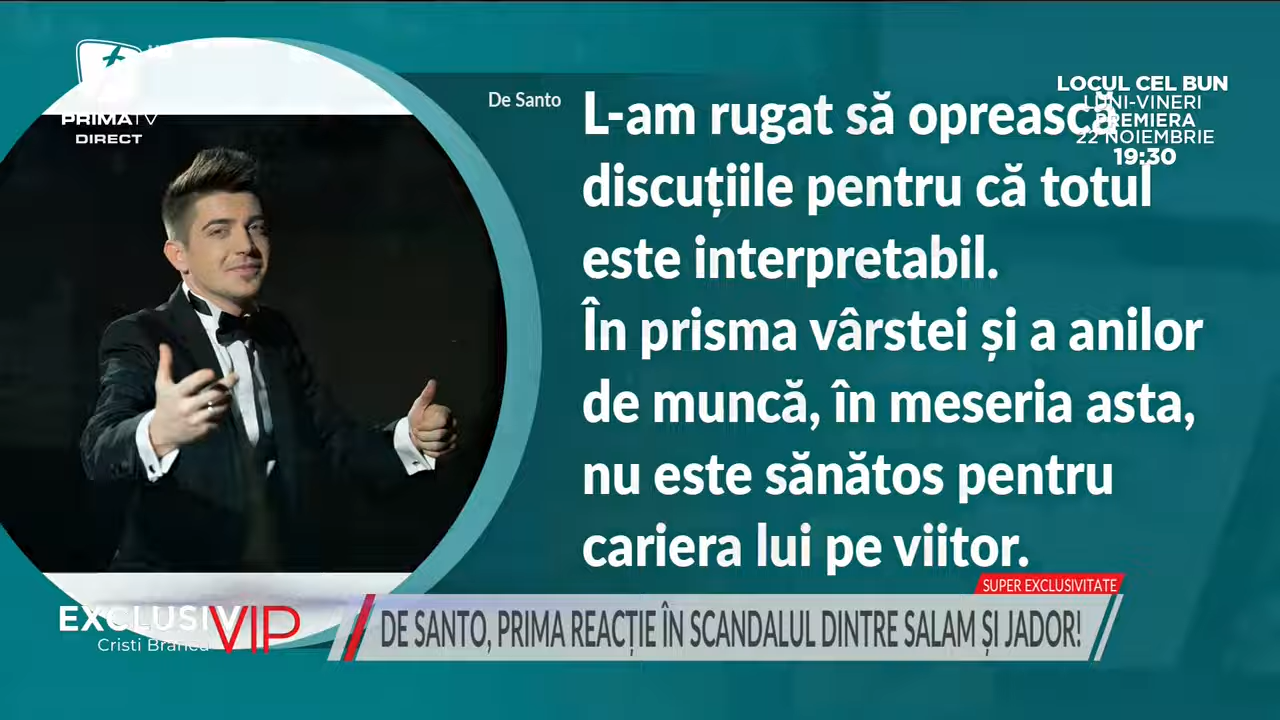 PRIMATV
DIRECT
De Santo
L-am rugat să oprească
discuțiile pentru că totul
este interpretabil.
În prisma vârstei și a anilor
de muncă, în meseria asta,
nu este sănătos pentru
cariera lui pe viitor.
LOCUL CEL BUN
LUNI-VINERI
PREMIERA
22 NOIEMBRIE
19:30
SUPER EXCLUSIVITATE
EXCLUSIV VIP
Cristi Brancu
DE SANTO, PRIMA REACȚIE ÎN SCANDALUL DINTRE SALAM ȘI JADOR!